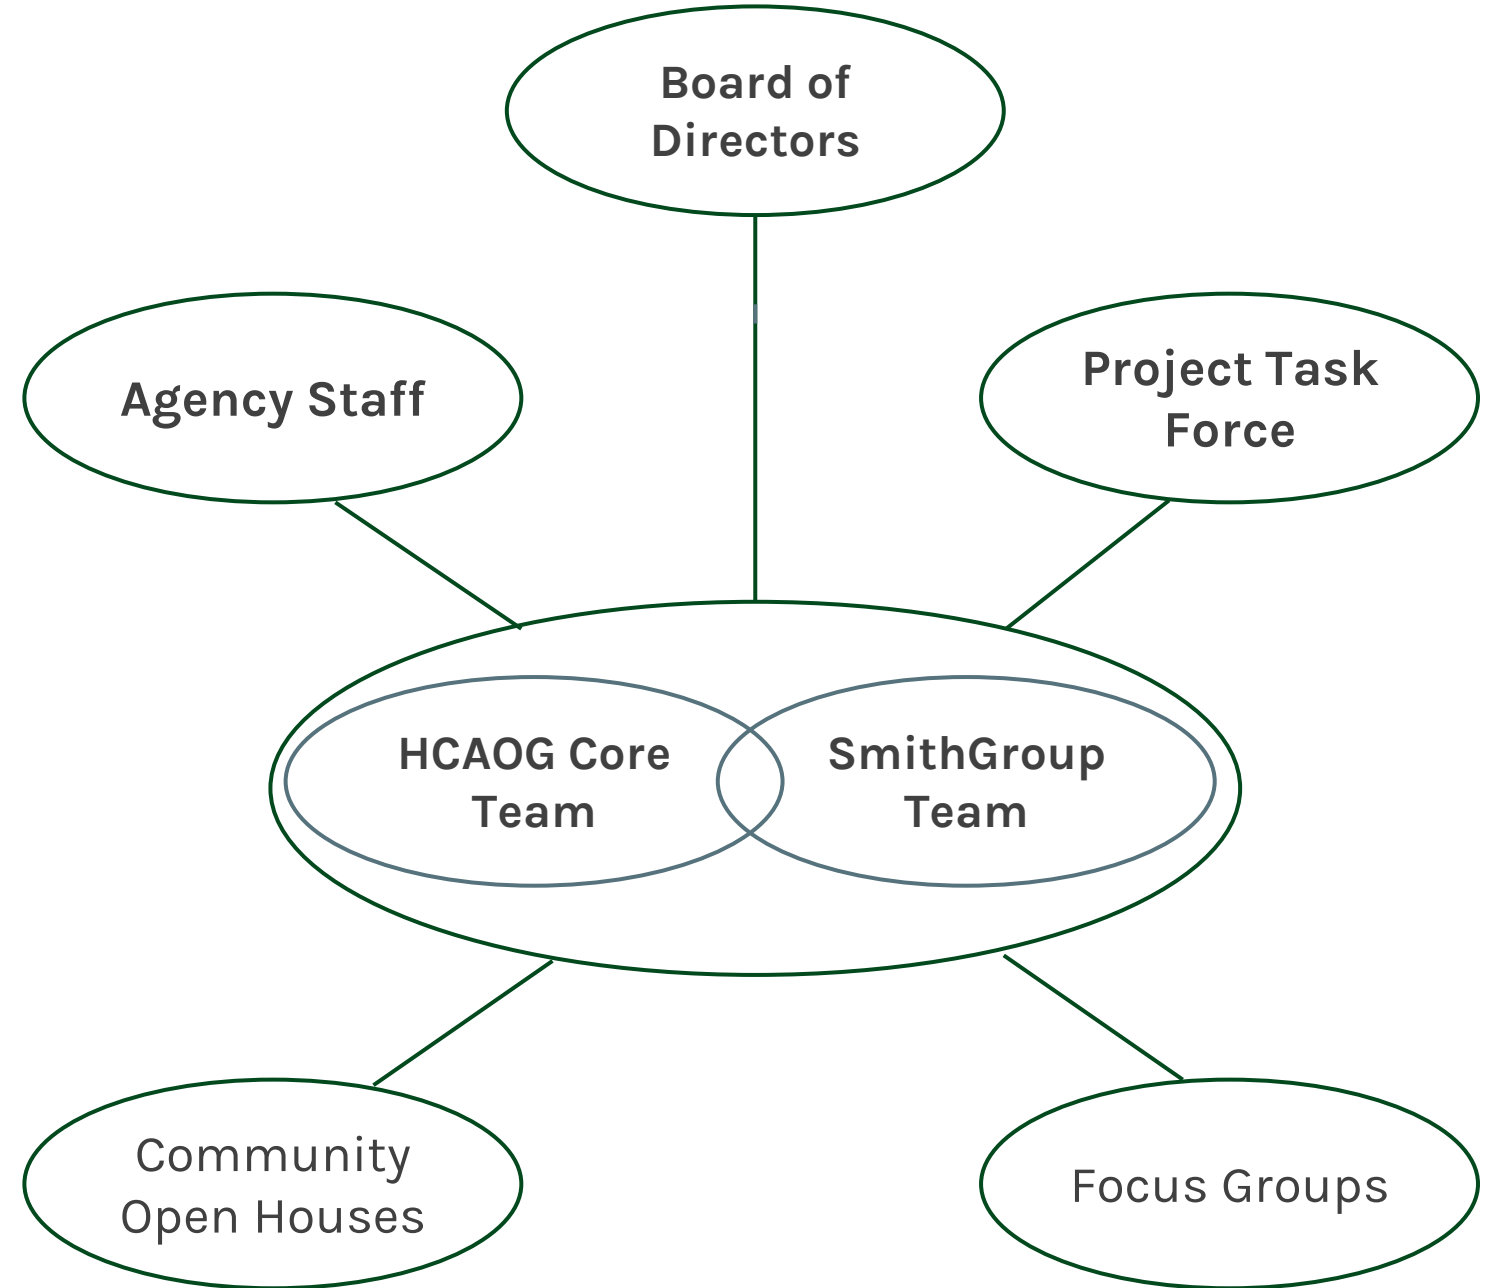 Board of
Directors
Agency Staff
Project Task
Force
HCAOG Core
Team
SmithGroup
Team
Community
Open Houses
Focus Groups